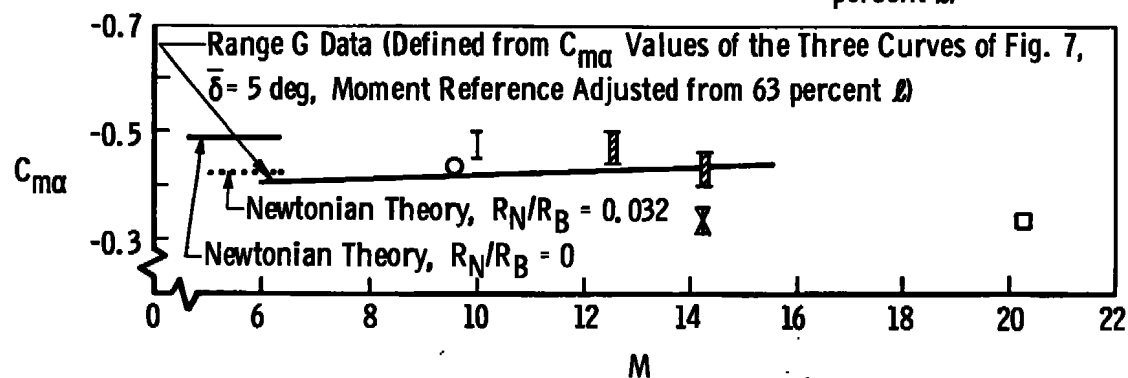 percent ℓ)
-0.7
Range G Data (Defined from Cmα Values of the Three Curves of Fig. 7,
δ̅ = 5 deg, Moment Reference Adjusted from 63 percent ℓ)
-0.5
Cmα
Newtonian Theory, RN/RB = 0.032
-0.3
Newtonian Theory, RN/RB = 0
0 6 8 10 12 14 16 18 20 22
M